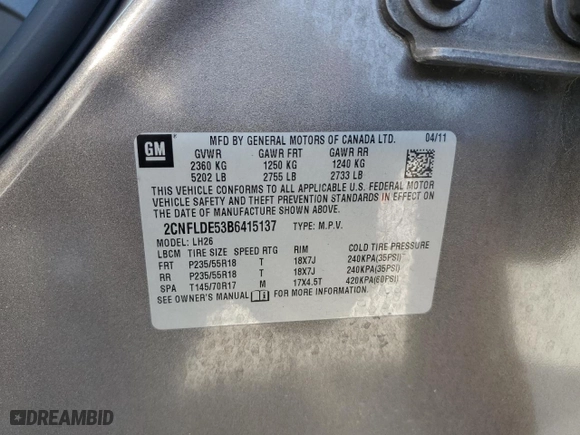 GM
MFD BY GENERAL MOTORS OF CANADA LTD. 04/11
GVWR GAWR FRT GAWR RR
2360 KG 1250 KG 1240 KG
5202 LB 2755 LB 2733 LB
THIS VEHICLE CONFORMS TO ALL APPLICABLE U.S. FEDERAL MOTOR
VEHICLE SAFETY AND THEFT PREVENTION STANDARDS IN EFFECT ON
THE DATE OF MANUFACTURE SHOWN ABOVE.
2CNFLDE53B6415137 TYPE: M.P.V.
MODEL: LH26
LBCM TIRE SIZE SPEED RTG RIM COLD TIRE PRESSURE
FRT P235/55R18 T 18X7J 240KPA(35PSI)
RR P235/55R18 T 18X7J 240KPA(35PSI)
SPA T145/70R17 M 17X4.5T 420KPA(60PSI)
SEE OWNER'S MANUAL FOR MORE INFORMATION.
DREAMBID